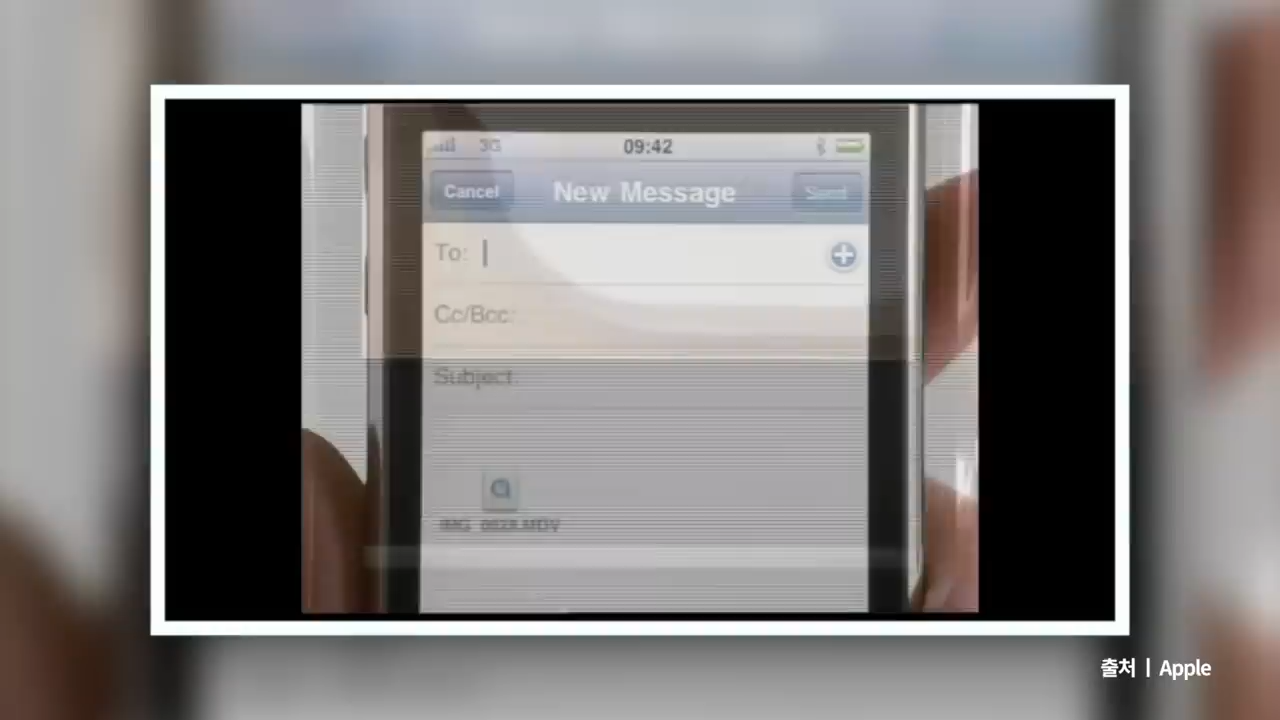 3G 09:42
Cancel New Message Send
To:
Cc/Bcc:
Subject:
출처 | Apple